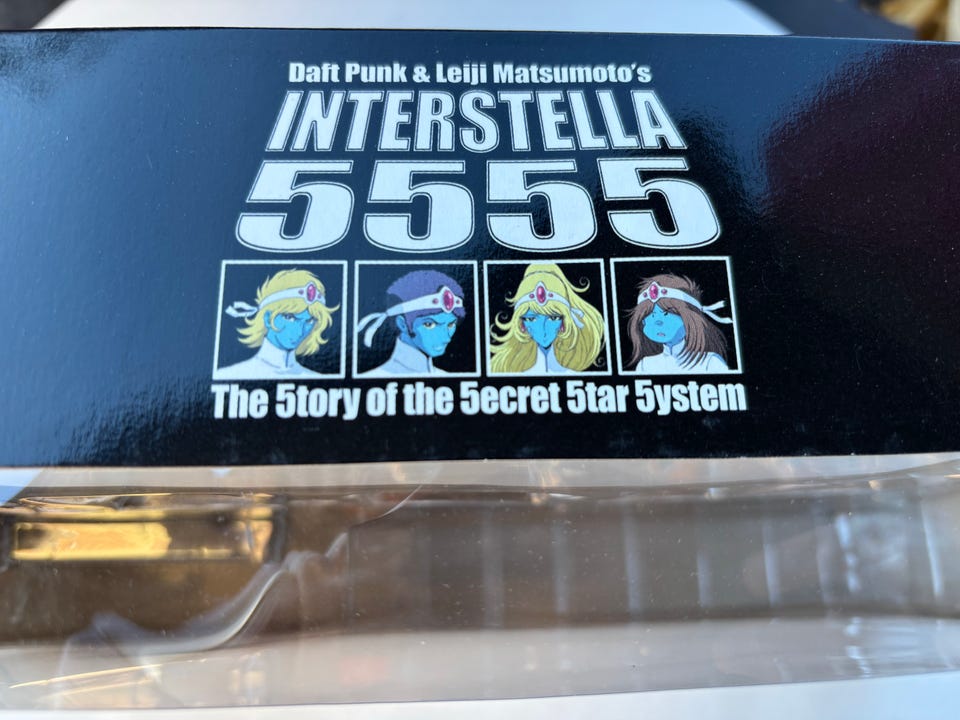 Daft Punk & Leiji Matsumoto's
INTERSTELLA
5555
The 5tory of the 5ecret 5tar 5ystem